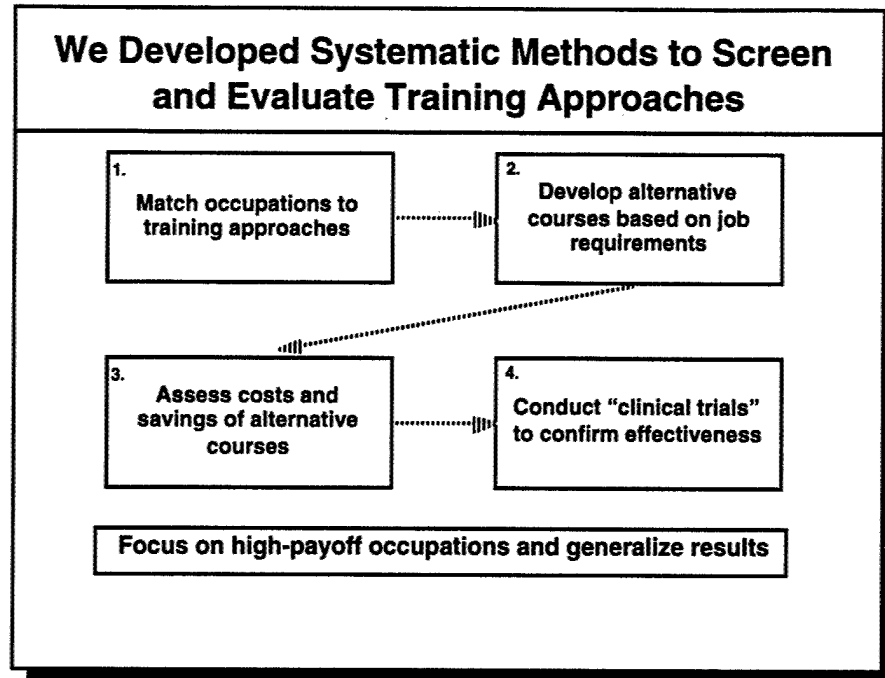 We Developed Systematic Methods to Screen
and Evaluate Training Approaches
1.
Match occupations to
training approaches
2.
Develop alternative
courses based on job
requirements
3.
Assess costs and
savings of alternative
courses
4.
Conduct “clinical trials”
to confirm effectiveness
Focus on high-payoff occupations and generalize results